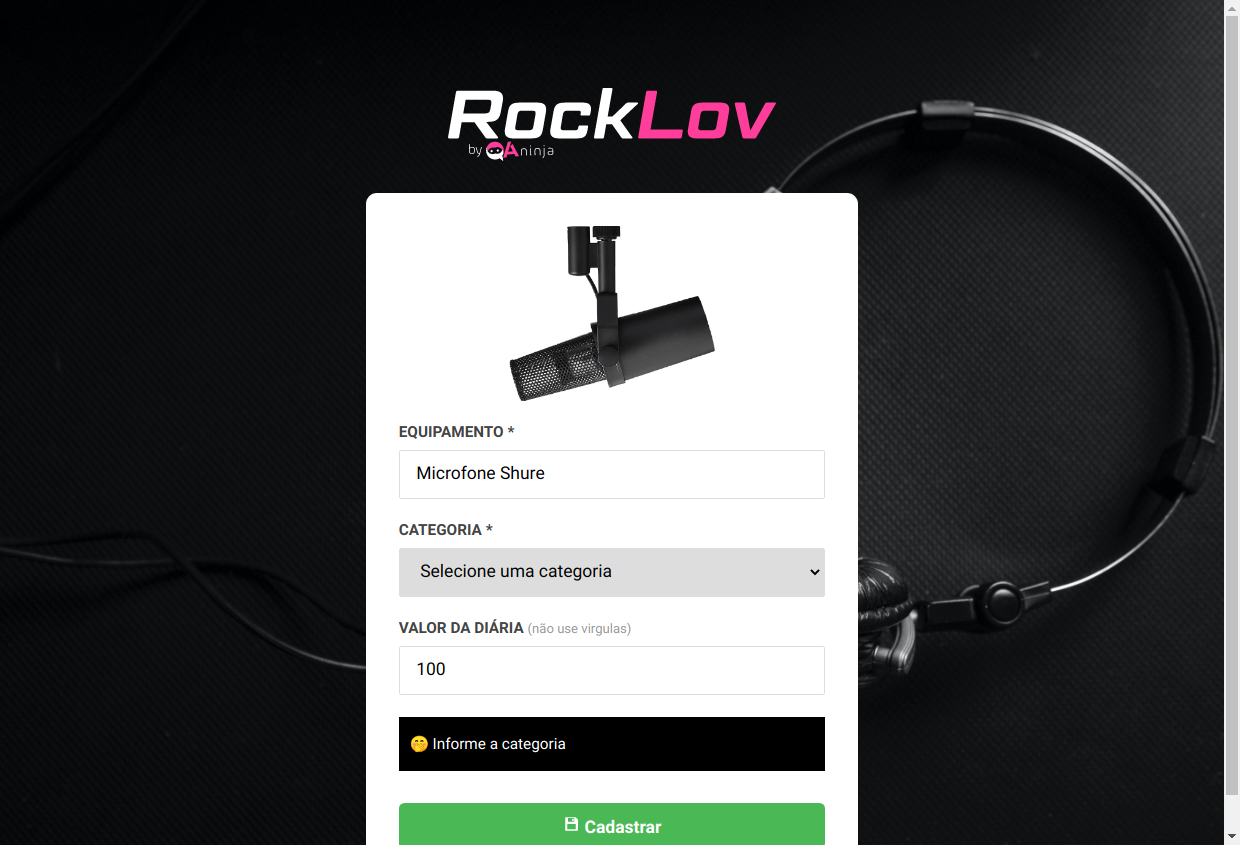 RockLov
by QAninja
EQUIPAMENTO *
Microfone Shure
CATEGORIA *
Selecione uma categoria
VALOR DA DIÁRIA (não use virgulas)
100
🤭 Informe a categoria
Cadastrar